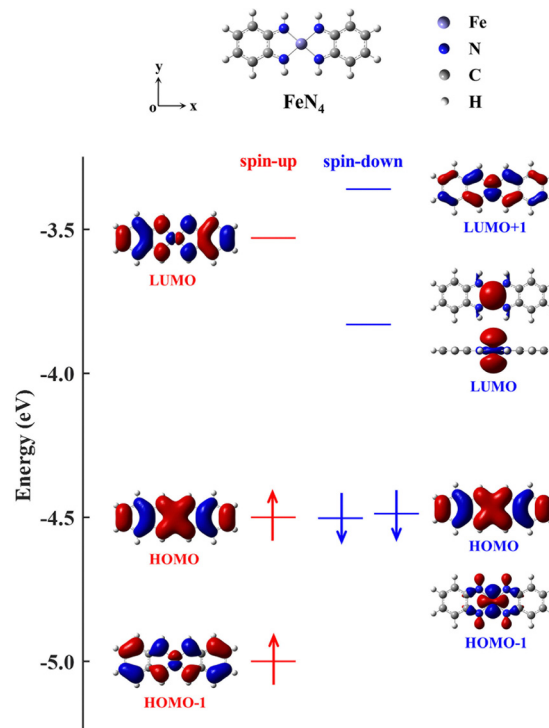 Fe
N
C
H
y
o
x
FeN4
spin-up
spin-down
Energy (eV)
-3.5
-4.0
-4.5
-5.0
LUMO
HOMO
HOMO-1
LUMO+1
LUMO
HOMO
HOMO-1